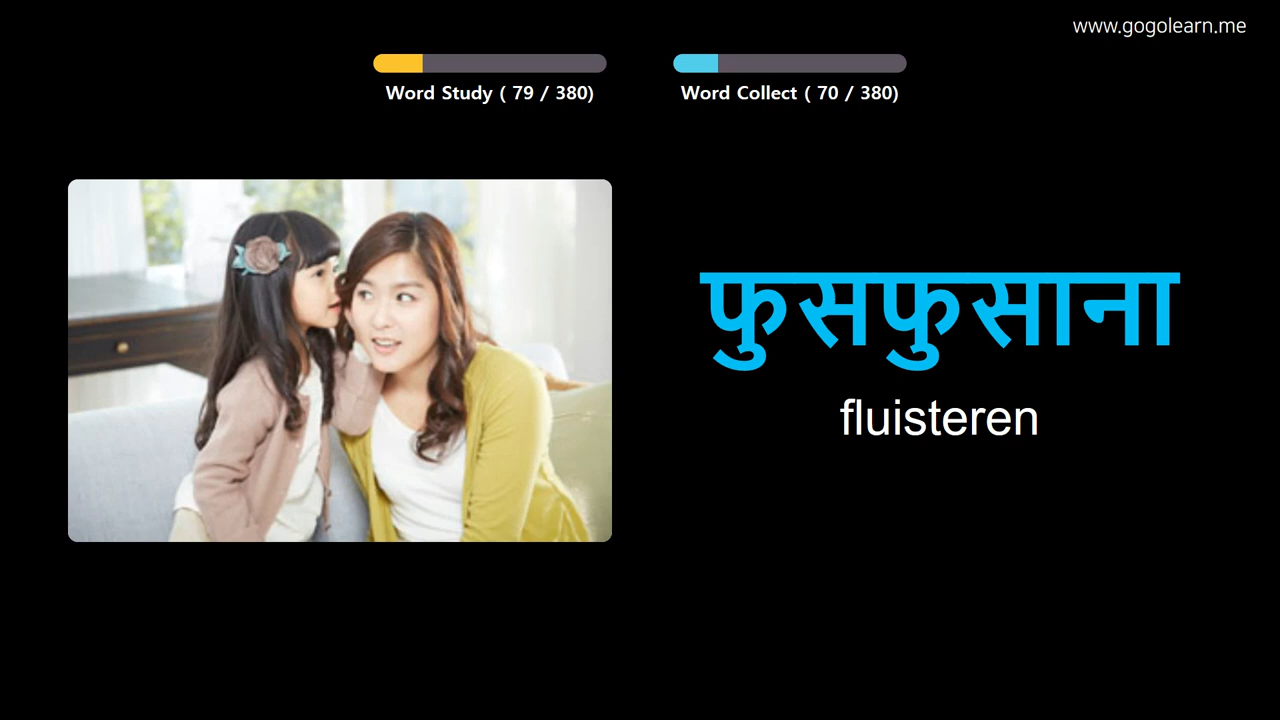 www.gogolearn.me
Word Study ( 79 / 380)
Word Collect ( 70 / 380)
फुसफुसाना
fluisteren